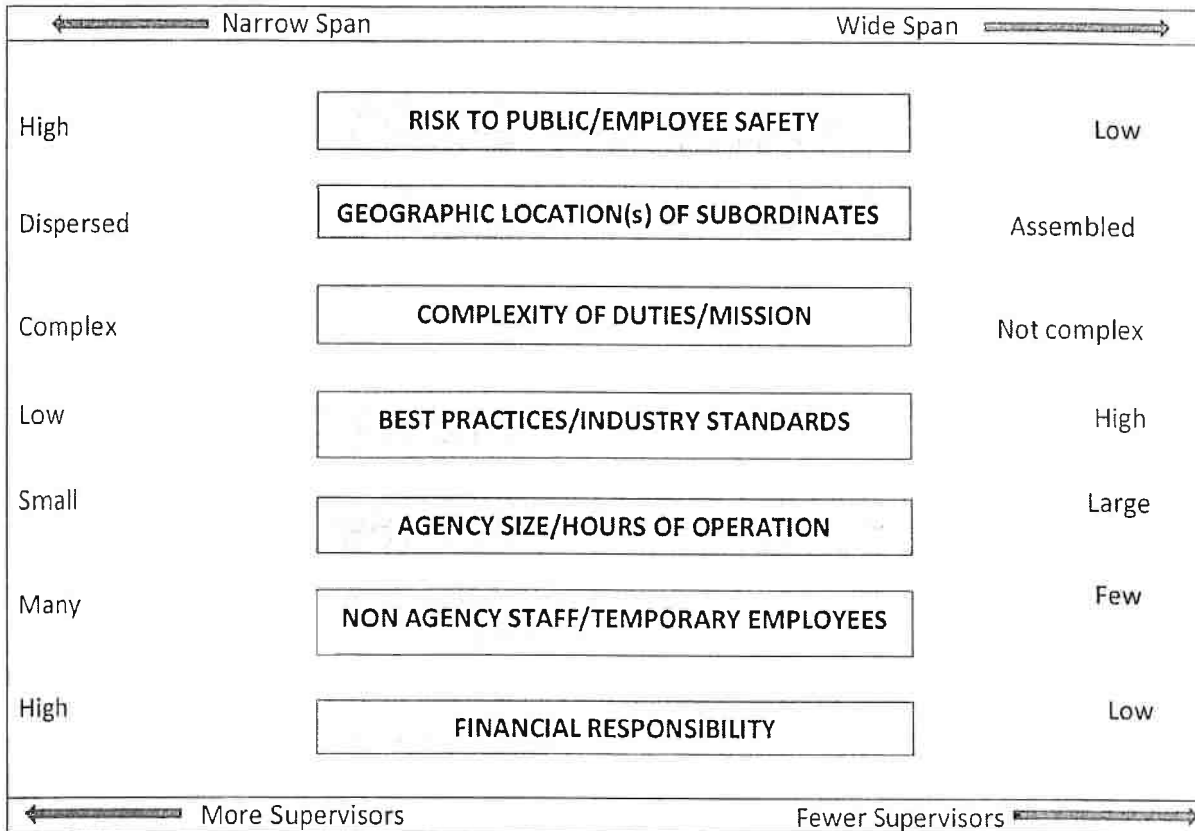 Narrow Span Wide Span
High RISK TO PUBLIC/EMPLOYEE SAFETY Low
Dispersed GEOGRAPHIC LOCATION(s) OF SUBORDINATES Assembled
Complex COMPLEXITY OF DUTIES/MISSION Not complex
Low BEST PRACTICES/INDUSTRY STANDARDS High
Small AGENCY SIZE/HOURS OF OPERATION Large
Many NON AGENCY STAFF/TEMPORARY EMPLOYEES Few
High FINANCIAL RESPONSIBILITY Low
More Supervisors Fewer Supervisors